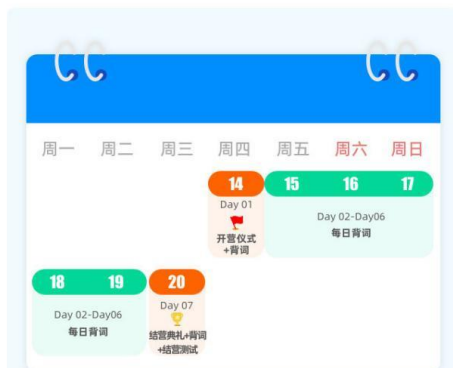 周一 周二 周三 周四 周五 周六 周日
14 15 16 17
Day 01
开营仪式
+背词
Day 02-Day06
每日背词
18 19 20
Day 02-Day06
每日背词
Day 07
结营典礼+背词
+结营测试